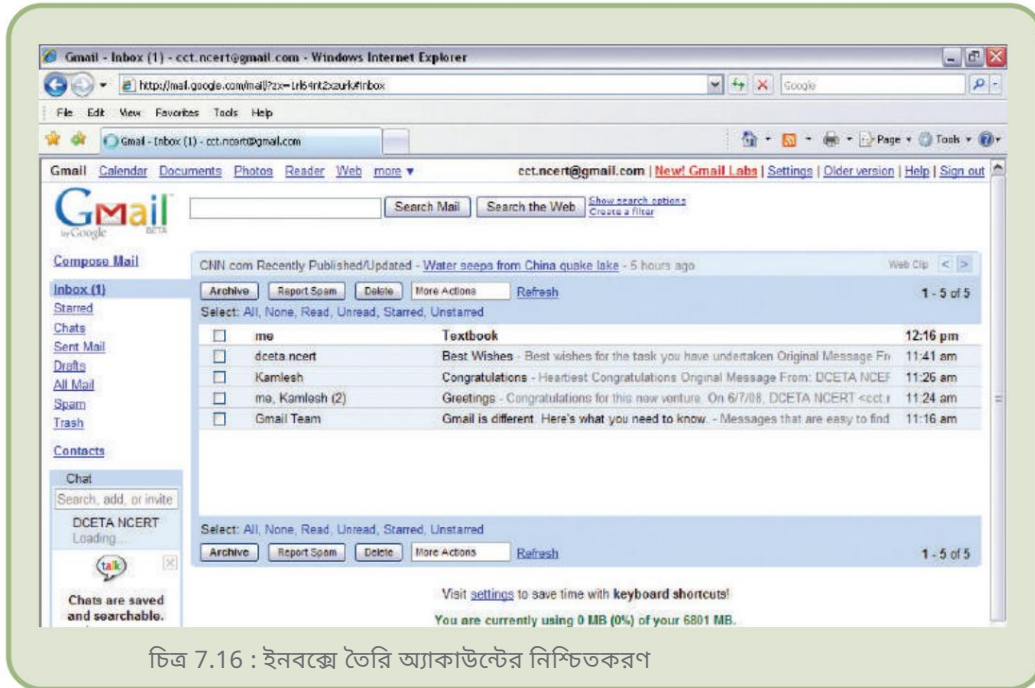 Gmail - Inbox (1) - cct.ncert@gmail.com - Windows Internet Explorer
Google
File Edit View Favorites Tools Help
Gmail - Inbox (1) - cct.ncert@gmail.com
Page Tools
Gmail Calendar Documents Photos Reader Web more
cct.ncert@gmail.com | New! Gmail Labs | Settings | Older version | Help | Sign out
Gmail
by Google BETA
Search Mail Search the Web Show search options
Create a filter
Compose Mail
CNN.com Recently Published/Updated - Water seeps from China quake lake - 5 hours ago Web Clip < >
Inbox (1)
Archive Report Spam Delete More Actions Refresh 1 - 5 of 5
Starred
Select: All, None, Read, Unread, Starred, Unstarred
Chats
me Textbook 12:16 pm
Sent Mail
dceta.ncert Best Wishes - Best wishes for the task you have undertaken Original Message Fr 11:41 am
Drafts
Kamlesh Congratulations - Heartiest Congratulations Original Message From: DCETA NCEF 11:26 am
All Mail
me, Kamlesh (2) Greetings - Congratulations for this new venture. On 6/7/08, DCETA NCERT <cct.r 11:24 am
Spam
Gmail Team Gmail is different. Here's what you need to know. - Messages that are easy to find 11:16 am
Trash
Contacts
Chat
Search, add, or invite
DCETA NCERT
Loading...
Select: All, None, Read, Unread, Starred, Unstarred
Archive Report Spam Delete More Actions Refresh 1 - 5 of 5
talk
Chats are saved
and searchable.
Visit settings to save time with keyboard shortcuts!
You are currently using 0 MB (0%) of your 6801 MB.
চিত্র 7.16 : ইনবক্সে তৈরি অ্যাকাউন্টের নিশ্চিতকরণ